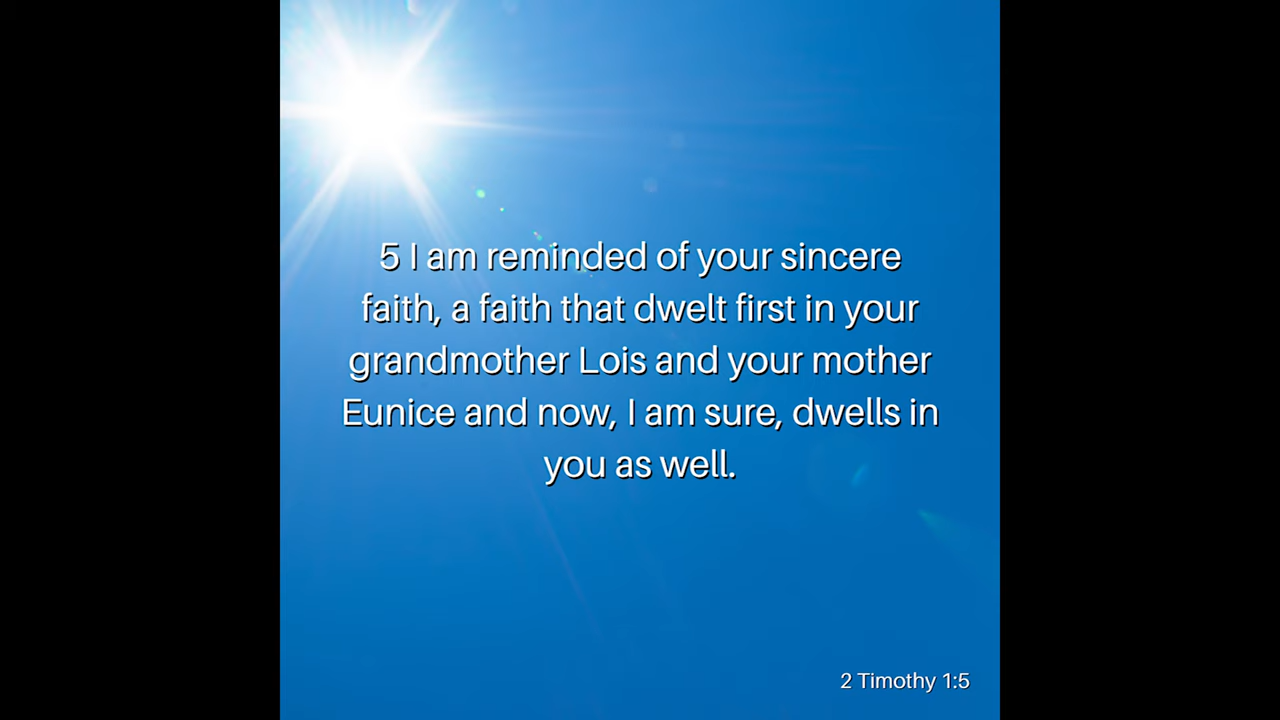 5 I am reminded of your sincere
faith, a faith that dwelt first in your
grandmother Lois and your mother
Eunice and now, I am sure, dwells in
you as well.
2 Timothy 1:5